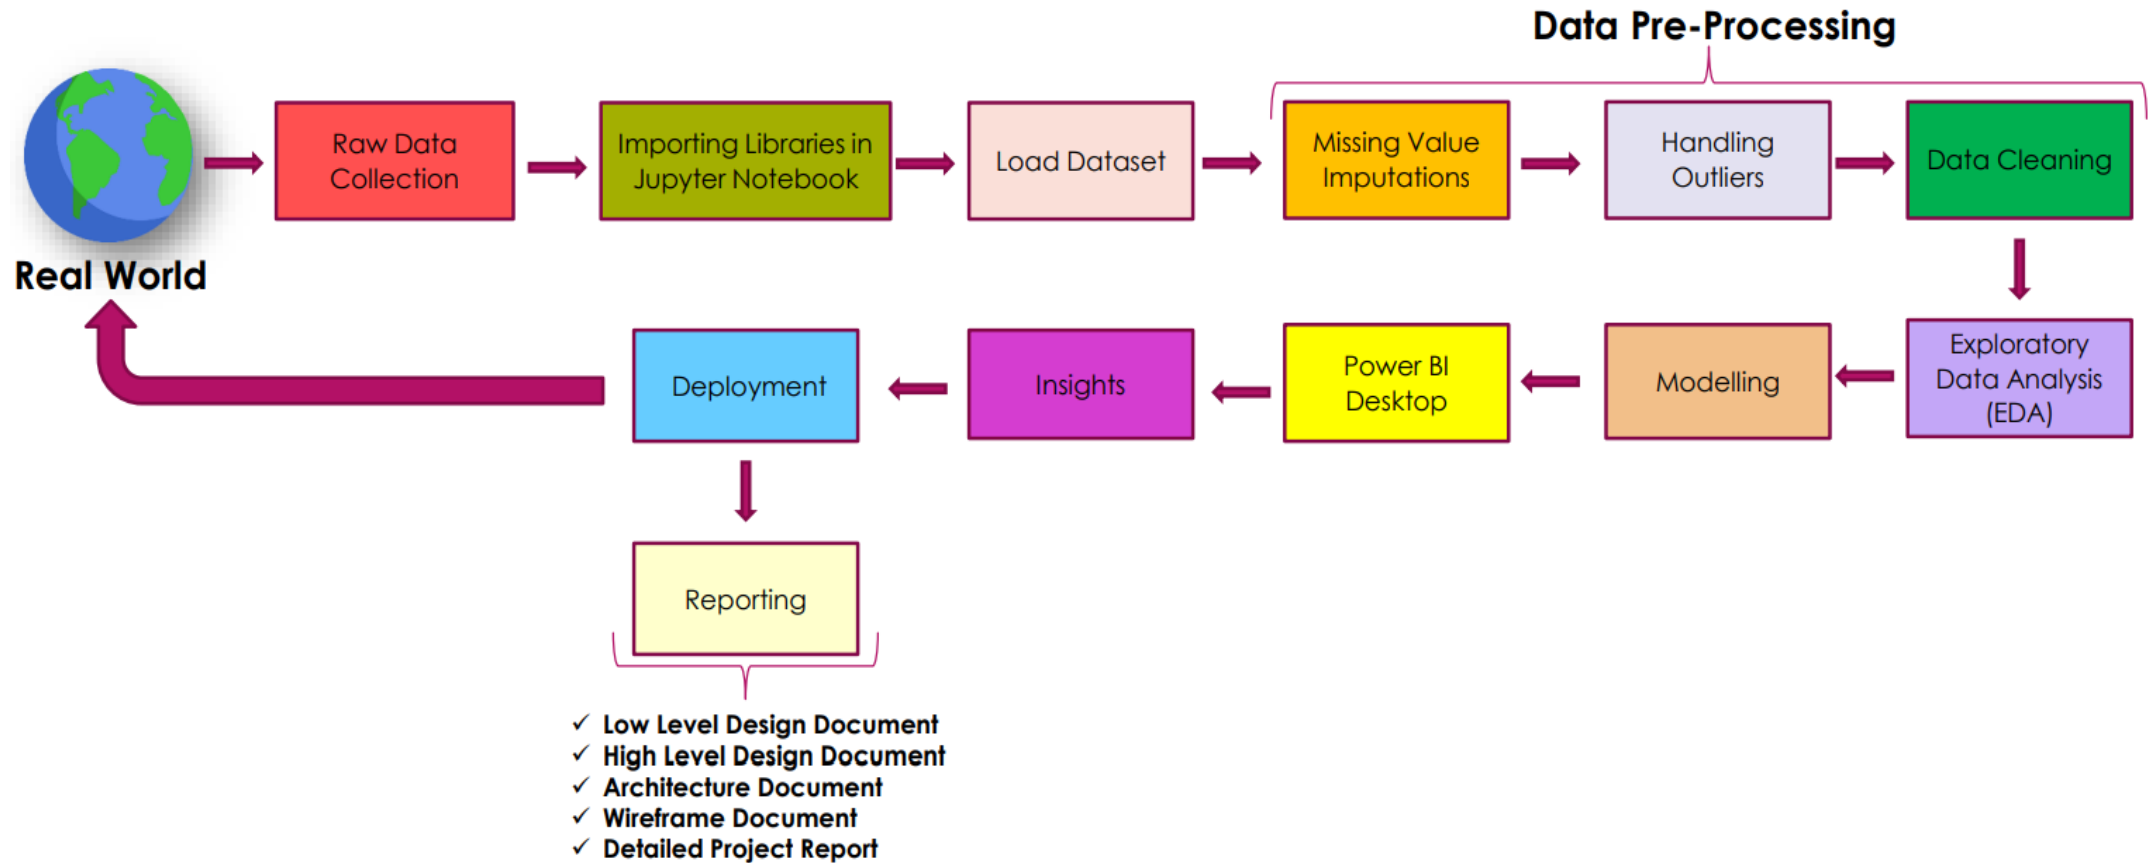 Data Pre-Processing
Raw Data
Collection
Importing Libraries in
Jupyter Notebook
Load Dataset
Missing Value
Imputations
Handling
Outliers
Data Cleaning
Real World
Exploratory
Data Analysis
(EDA)
Modelling
Power BI
Desktop
Insights
Deployment
Reporting
✓ Low Level Design Document
✓ High Level Design Document
✓ Architecture Document
✓ Wireframe Document
✓ Detailed Project Report